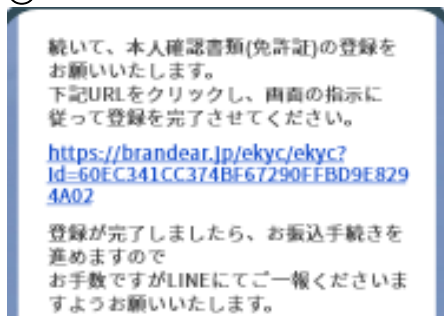 続いて、本人確認書類(免許証)の登録を
お願いいたします。
下記URLをクリックし、画面の指示に
従って登録を完了させてください。
https://brandear.jp/ekyc/ekyc?
Id=60EC341CC374BF67290FFBD9E829
4A02
登録が完了しましたら、お振込手続きを
進めますので
お手数ですがLINEにてご一報くださいま
すようお願いいたします。